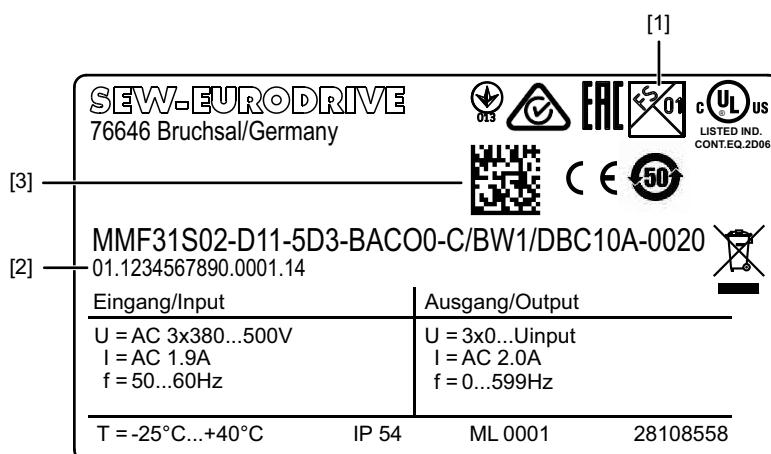 [1]
SEW-EURODRIVE
76646 Bruchsal/Germany
013
EAC
FS 01
C UL US
®
LISTED IND.
CONT.EQ.2D06
[3]
CE
50
MMF31S02-D11-5D3-BACO0-C/BW1/DBC10A-0020
[2]
01.1234567890.0001.14
Eingang/Input
Ausgang/Output
U = AC 3x380...500V
U = 3x0...Uinput
I = AC 1.9A
I = AC 2.0A
f = 50...60Hz
f = 0...599Hz
T = -25°C...+40°C IP 54 ML 0001 28108558